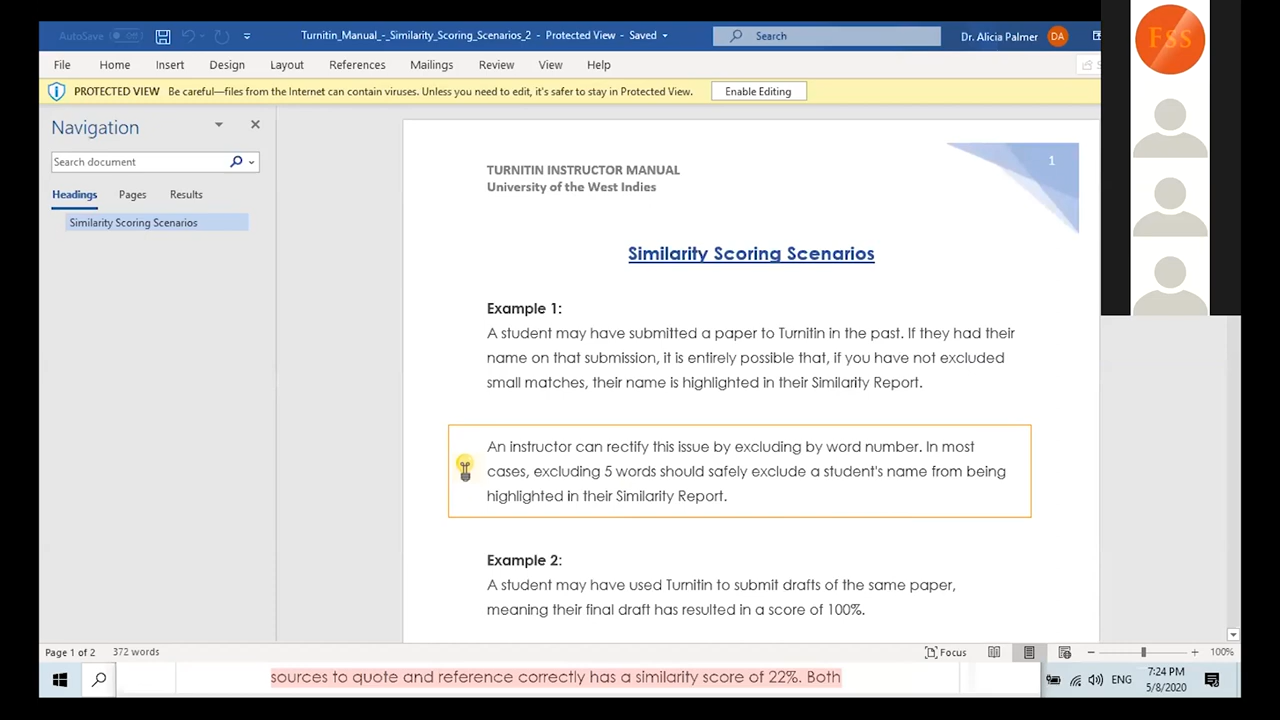 AutoSave Off
Turnitin_Manual_-_Similarity_Scoring_Scenarios_2 - Protected View - Saved
Search
Dr. Alicia Palmer DA
Fss
File Home Insert Design Layout References Mailings Review View Help
PROTECTED VIEW Be careful—files from the Internet can contain viruses. Unless you need to edit, it's safer to stay in Protected View. Enable Editing
Navigation
Search document
Headings Pages Results
Similarity Scoring Scenarios
1
TURNITIN INSTRUCTOR MANUAL
University of the West Indies
Similarity Scoring Scenarios
Example 1:
A student may have submitted a paper to Turnitin in the past. If they had their
name on that submission, it is entirely possible that, if you have not excluded
small matches, their name is highlighted in their Similarity Report.
An instructor can rectify this issue by excluding by word number. In most
cases, excluding 5 words should safely exclude a student's name from being
highlighted in their Similarity Report.
Example 2:
A student may have used Turnitin to submit drafts of the same paper,
meaning their final draft has resulted in a score of 100%.
Page 1 of 2 372 words Focus 100%
sources to quote and reference correctly has a similarity score of 22%. Both
ENG
7:24 PM
5/8/2020